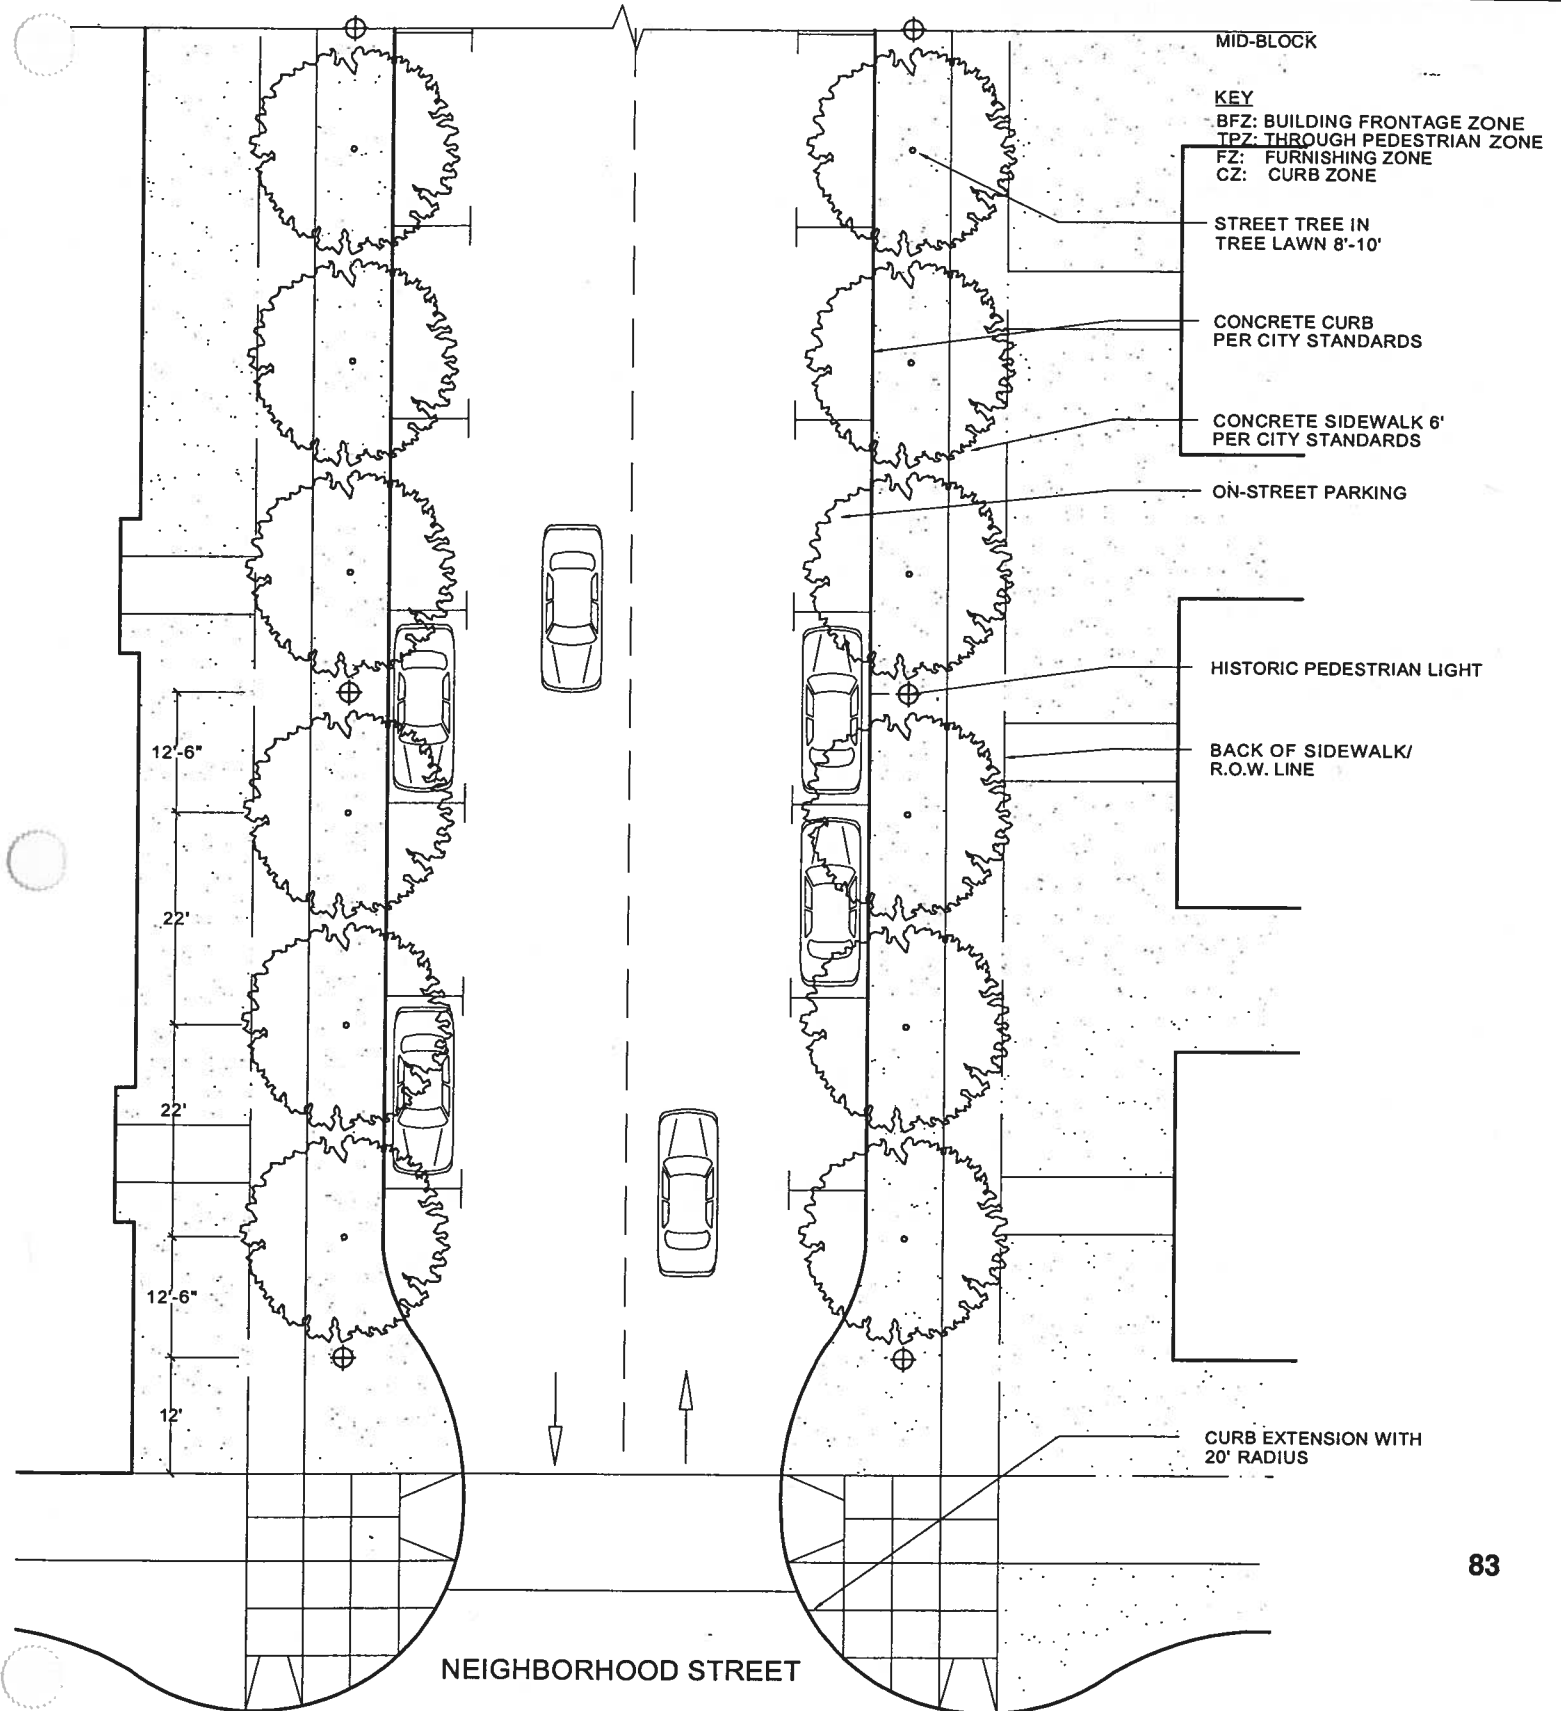 MID-BLOCK
KEY
BFZ: BUILDING FRONTAGE ZONE
TPZ: THROUGH PEDESTRIAN ZONE
FZ: FURNISHING ZONE
CZ: CURB ZONE
STREET TREE IN
TREE LAWN 8'-10'
CONCRETE CURB
PER CITY STANDARDS
CONCRETE SIDEWALK 6'
PER CITY STANDARDS
ON-STREET PARKING
HISTORIC PEDESTRIAN LIGHT
12'-6"
BACK OF SIDEWALK/
R.O.W. LINE
22'
22'
12'-6"
12'
CURB EXTENSION WITH
20' RADIUS
83
NEIGHBORHOOD STREET